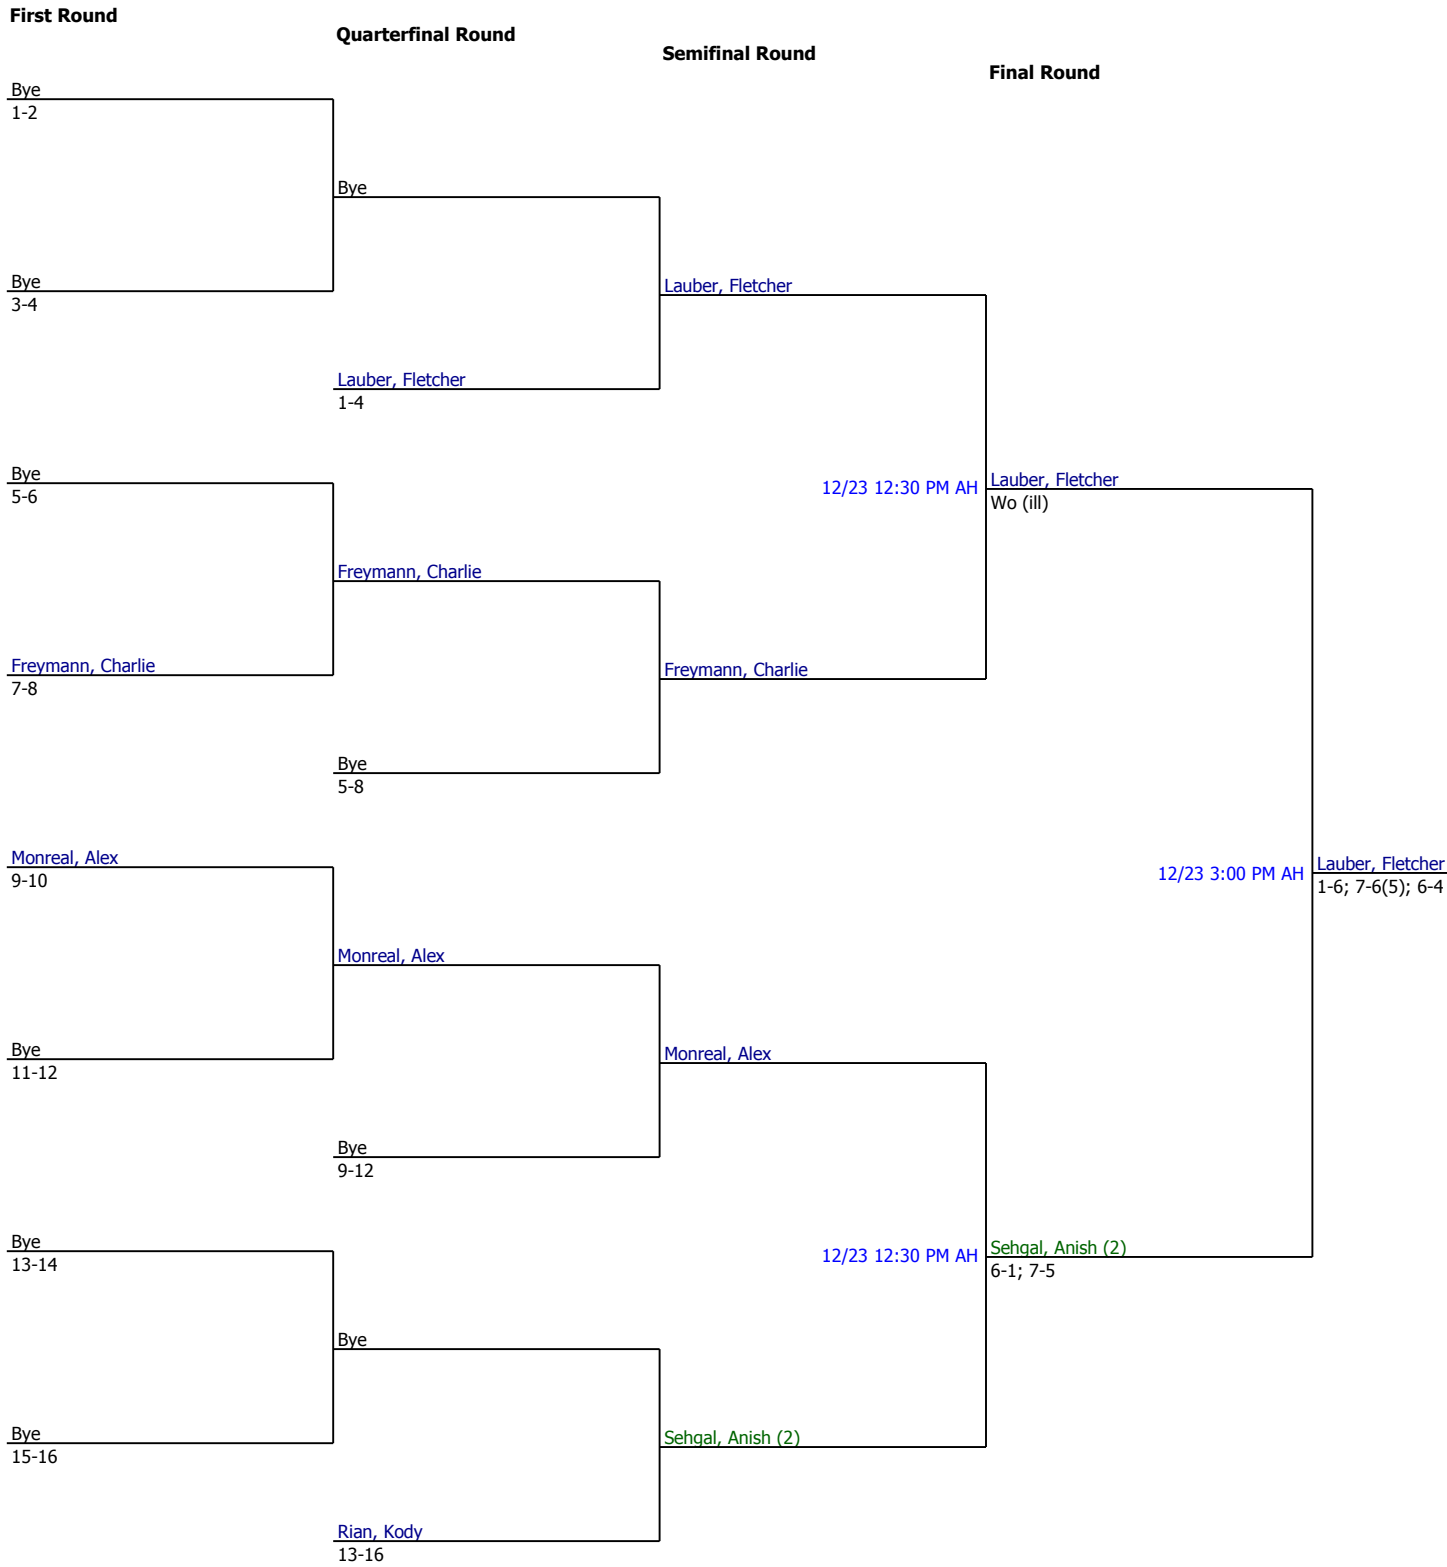 First Round
Quarterfinal Round
Semifinal Round
Final Round
Bye
1-2
Bye
Bye
3-4
Lauber, Fletcher
Lauber, Fletcher
1-4
Bye
5-6
12/23 12:30 PM AH
Lauber, Fletcher
Wo (ill)
Freymann, Charlie
Freymann, Charlie
7-8
Freymann, Charlie
Bye
5-8
Monreal, Alex
9-10
12/23 3:00 PM AH
Lauber, Fletcher
1-6; 7-6(5); 6-4
Monreal, Alex
Bye
11-12
Monreal, Alex
Bye
9-12
Bye
13-14
12/23 12:30 PM AH
Sehgal, Anish (2)
6-1; 7-5
Bye
Bye
15-16
Sehgal, Anish (2)
Rian, Kody
13-16